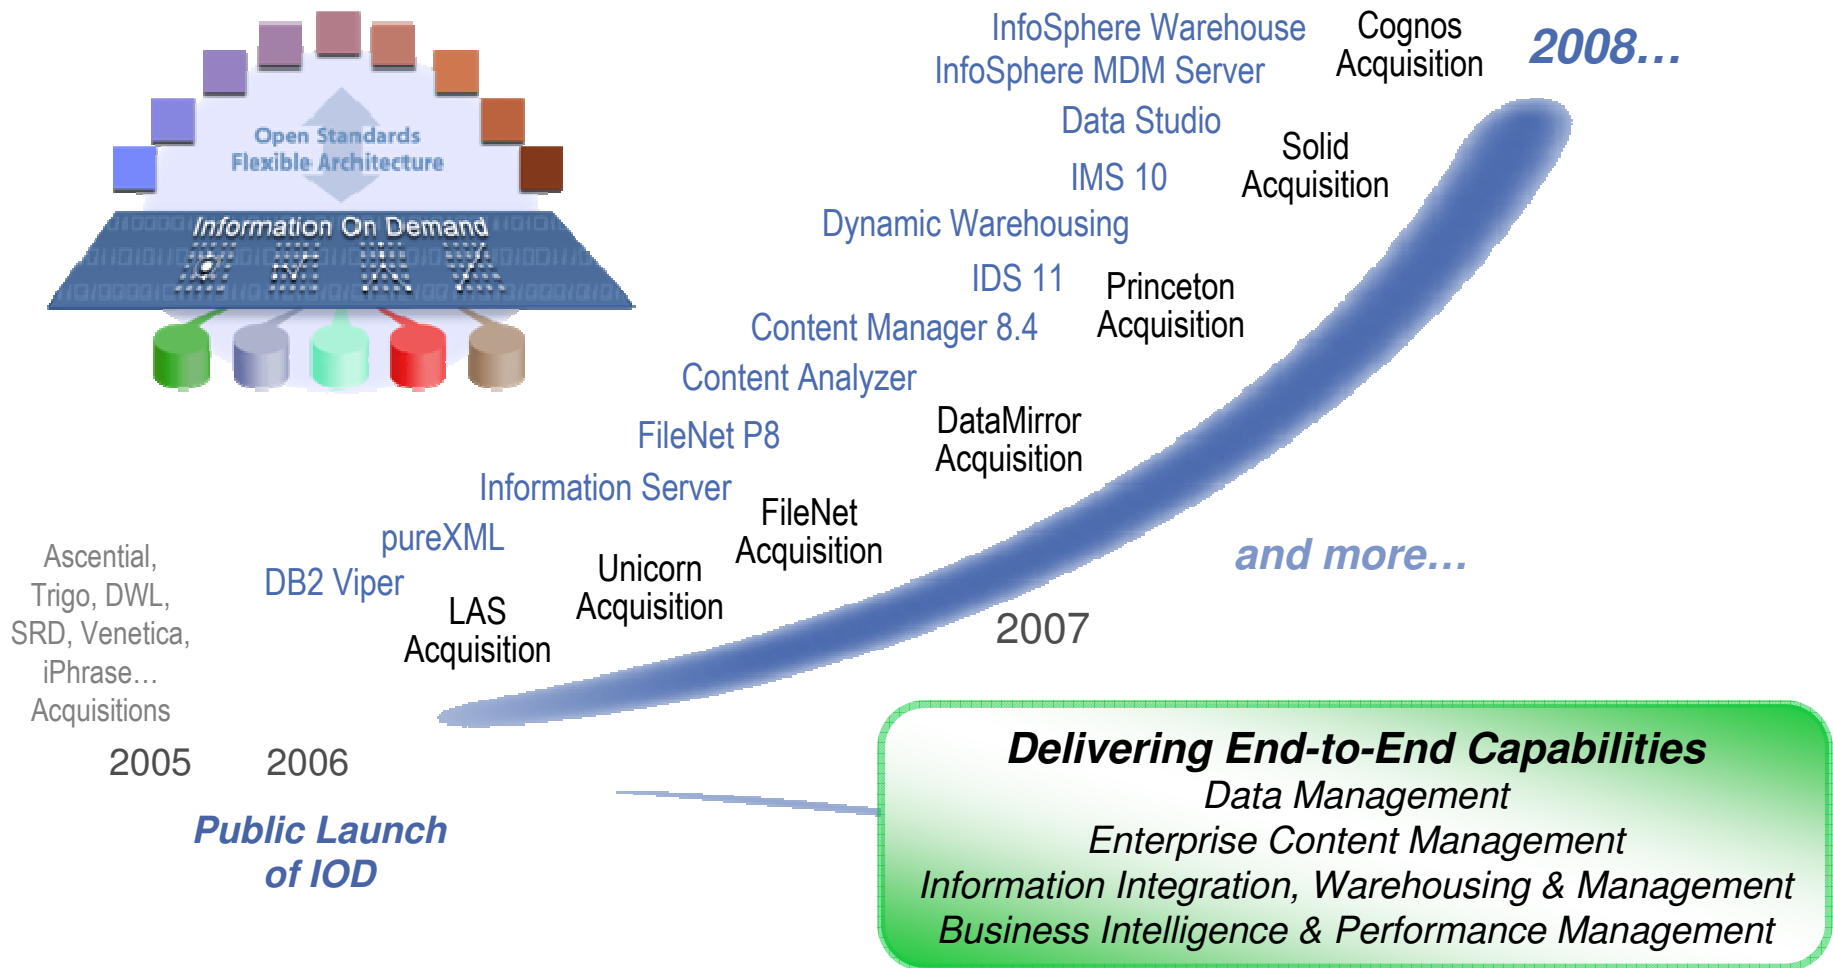 Open Standards
Flexible Architecture
Information On Demand
InfoSphere Warehouse
InfoSphere MDM Server
Cognos
Acquisition
2008...
Data Studio
Solid
Acquisition
IMS 10
Dynamic Warehousing
IDS 11
Princeton
Acquisition
Content Manager 8.4
Content Analyzer
DataMirror
Acquisition
FileNet P8
Information Server
FileNet
Acquisition
pureXML
Unicorn
Acquisition
DB2 Viper
LAS
Acquisition
Ascential,
Trigo, DWL,
SRD, Venetica,
iPhrase...
Acquisitions
and more...
2005
2006
2007
Public Launch
of IOD
Delivering End-to-End Capabilities
Data Management
Enterprise Content Management
Information Integration, Warehousing & Management
Business Intelligence & Performance Management